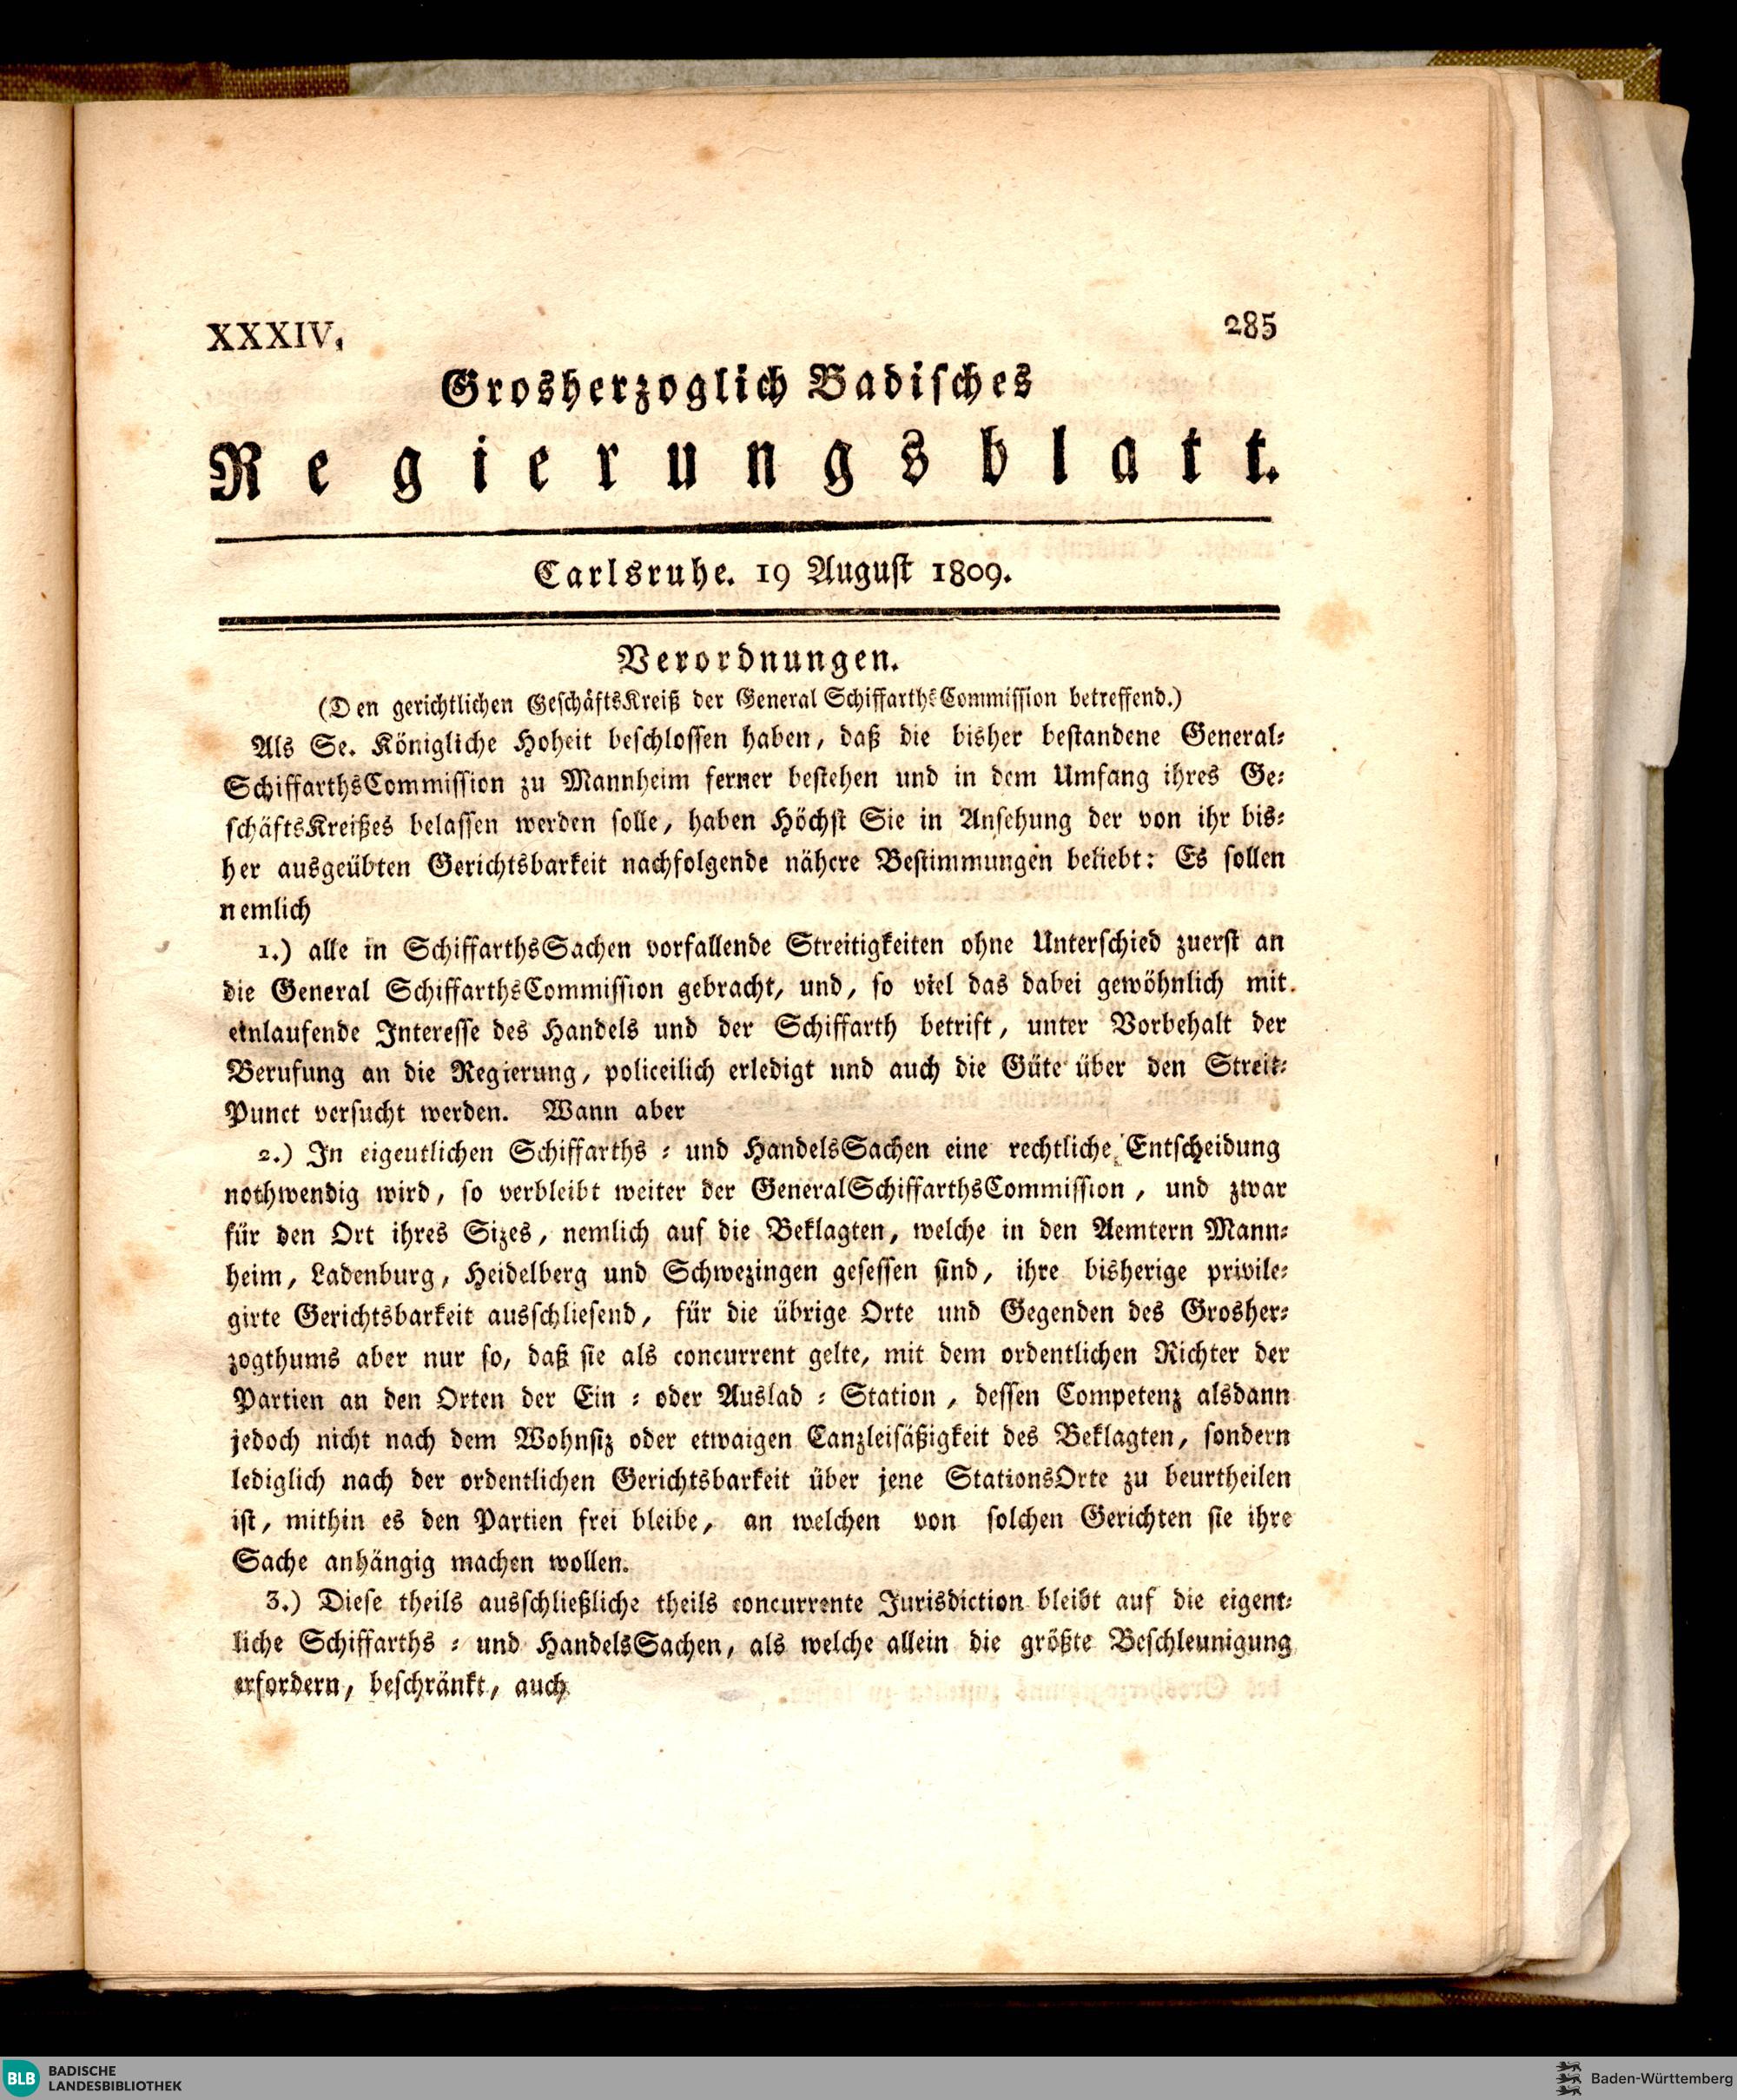 XXXIV. 285
Grosherzoglich Badisches
Regierungsblatt.
Carlsruhe. 19 August 1809.
Verordnungen.
(Den gerichtlichen GeschäftsKreiß der General SchiffarthsCommission betreffend.)
Als Se. Königliche Hoheit beschlossen haben, daß die bisher bestandene General-
SchiffarthsCommission zu Mannheim ferner bestehen und in dem Umfang ihres Ge-
schäftsKreißes belassen werden solle, haben Höchst Sie in Ansehung der von ihr bis-
her ausgeübten Gerichtsbarkeit nachfolgende nähere Bestimmungen beliebt: Es sollen
nemlich
1.) alle in SchiffarthsSachen vorfallende Streitigkeiten ohne Unterschied zuerst an
die General SchiffarthsCommission gebracht, und, so viel das dabei gewöhnlich mit
einlaufende Interesse des Handels und der Schiffarth betrift, unter Vorbehalt der
Berufung an die Regierung, policeilich erledigt und auch die Güte über den Streit-
Punct versucht werden. Wann aber
2.) In eigentlichen Schiffarths - und HandelsSachen eine rechtliche Entscheidung
nothwendig wird, so verbleibt weiter der GeneralSchiffarthsCommission, und zwar
für den Ort ihres Sizes, nemlich auf die Beklagten, welche in den Aemtern Mann-
heim, Ladenburg, Heidelberg und Schwezingen gesessen sind, ihre bisherige privile-
girte Gerichtsbarkeit ausschliesend, für die übrige Orte und Gegenden des Grosher-
zogthums aber nur so, daß sie als concurrent gelte, mit dem ordentlichen Richter der
Partien an den Orten der Ein - oder Auslad - Station, dessen Competenz alsdann
jedoch nicht nach dem Wohnsiz oder etwaigen Canzleisäßigkeit des Beklagten, sondern
lediglich nach der ordentlichen Gerichtsbarkeit über jene StationsOrte zu beurtheilen
ist, mithin es den Partien frei bleibe, an welchen von solchen Gerichten sie ihre
Sache anhängig machen wollen.
3.) Diese theils ausschließliche theils concurrente Jurisdiction bleibt auf die eigent-
liche Schiffarths - und HandelsSachen, als welche allein die größte Beschleunigung
erfordern, beschränkt, auch
BLB BADISCHE
LANDESBIBLIOTHEK
Baden-Württemberg